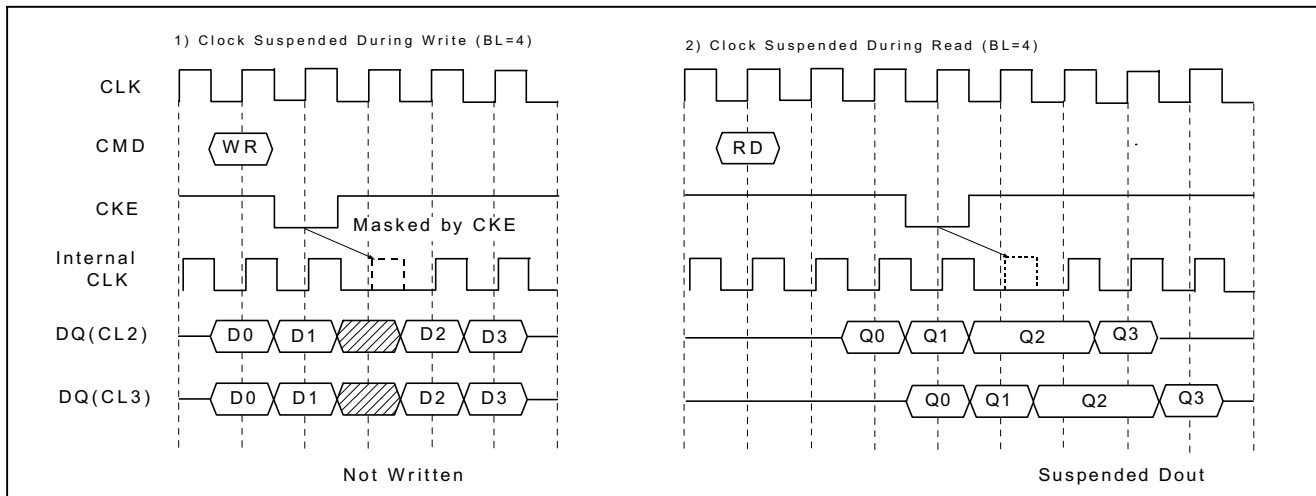 1) Clock Suspended During Write (BL=4)
2) Clock Suspended During Read (BL=4)
CLK
CMD
WR
RD
CKE
Masked by CKE
Internal
CLK
DQ(CL2)
D0 D1 D2 D3
Q0 Q1 Q2 Q3
DQ(CL3)
D0 D1 D2 D3
Q0 Q1 Q2 Q3
Not Written
Suspended Dout